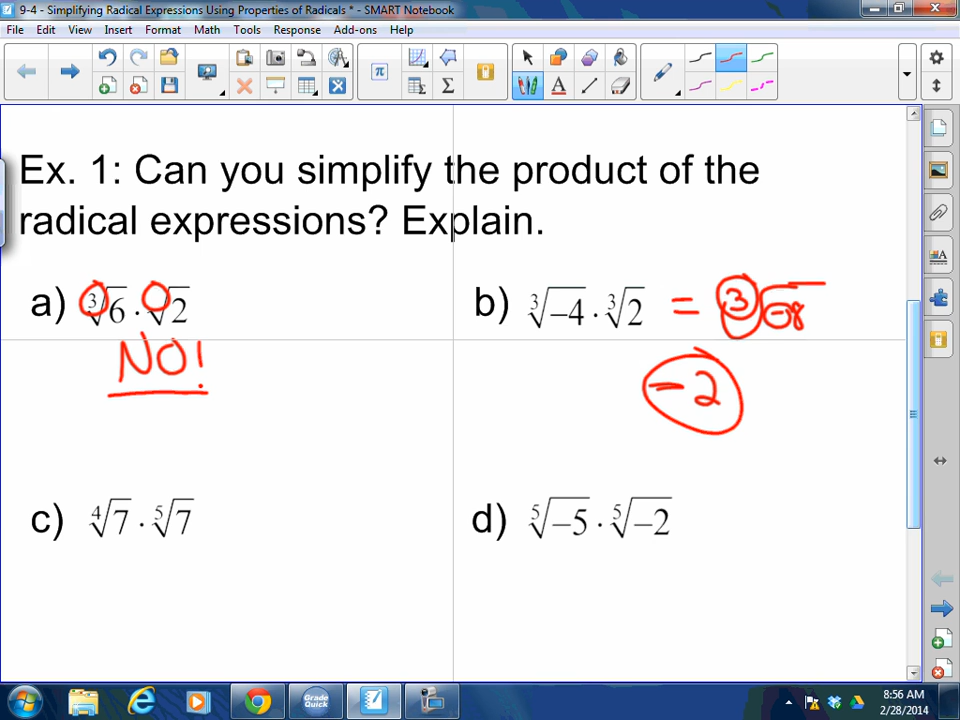 9-4 - Simplifying Radical Expressions Using Properties of Radicals * - SMART Notebook
File Edit View Insert Format Math Tools Response Add-ons Help
Ex. 1: Can you simplify the product of the
radical expressions? Explain.
a) ∛6 · √2
NO!
b) ∛−4 · ∛2 = ∛−8
−2
c) ∜7 · ⁵√7
d) ⁵√−5 · ⁵√−2
Grade
Quick
8:56 AM
2/28/2014